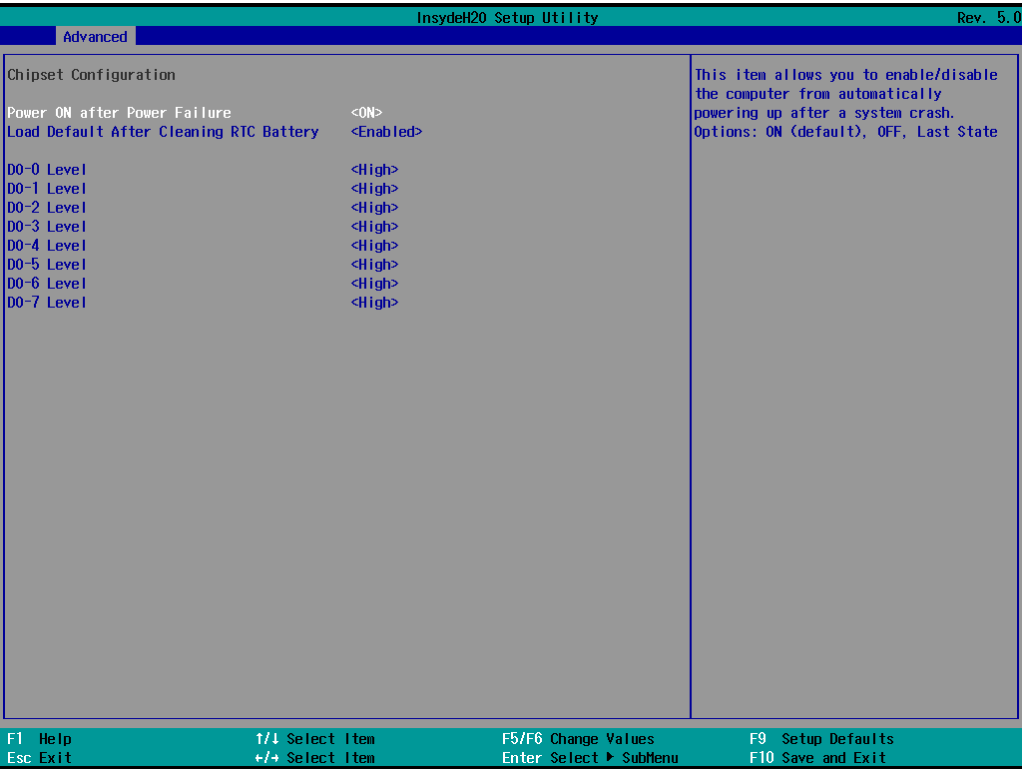 InsydeH20 Setup Utility Rev. 5.0
Advanced
Chipset Configuration
Power ON after Power Failure <ON>
Load Default After Cleaning RTC Battery <Enabled>
DO-0 Level <High>
DO-1 Level <High>
DO-2 Level <High>
DO-3 Level <High>
DO-4 Level <High>
DO-5 Level <High>
DO-6 Level <High>
DO-7 Level <High>
This item allows you to enable/disable
the computer from automatically
powering up after a system crash.
Options: ON (default), OFF, Last State
F1 Help ↑/↓ Select Item F5/F6 Change Values F9 Setup Defaults
Esc Exit ←/→ Select Item Enter Select ▶ SubMenu F10 Save and Exit